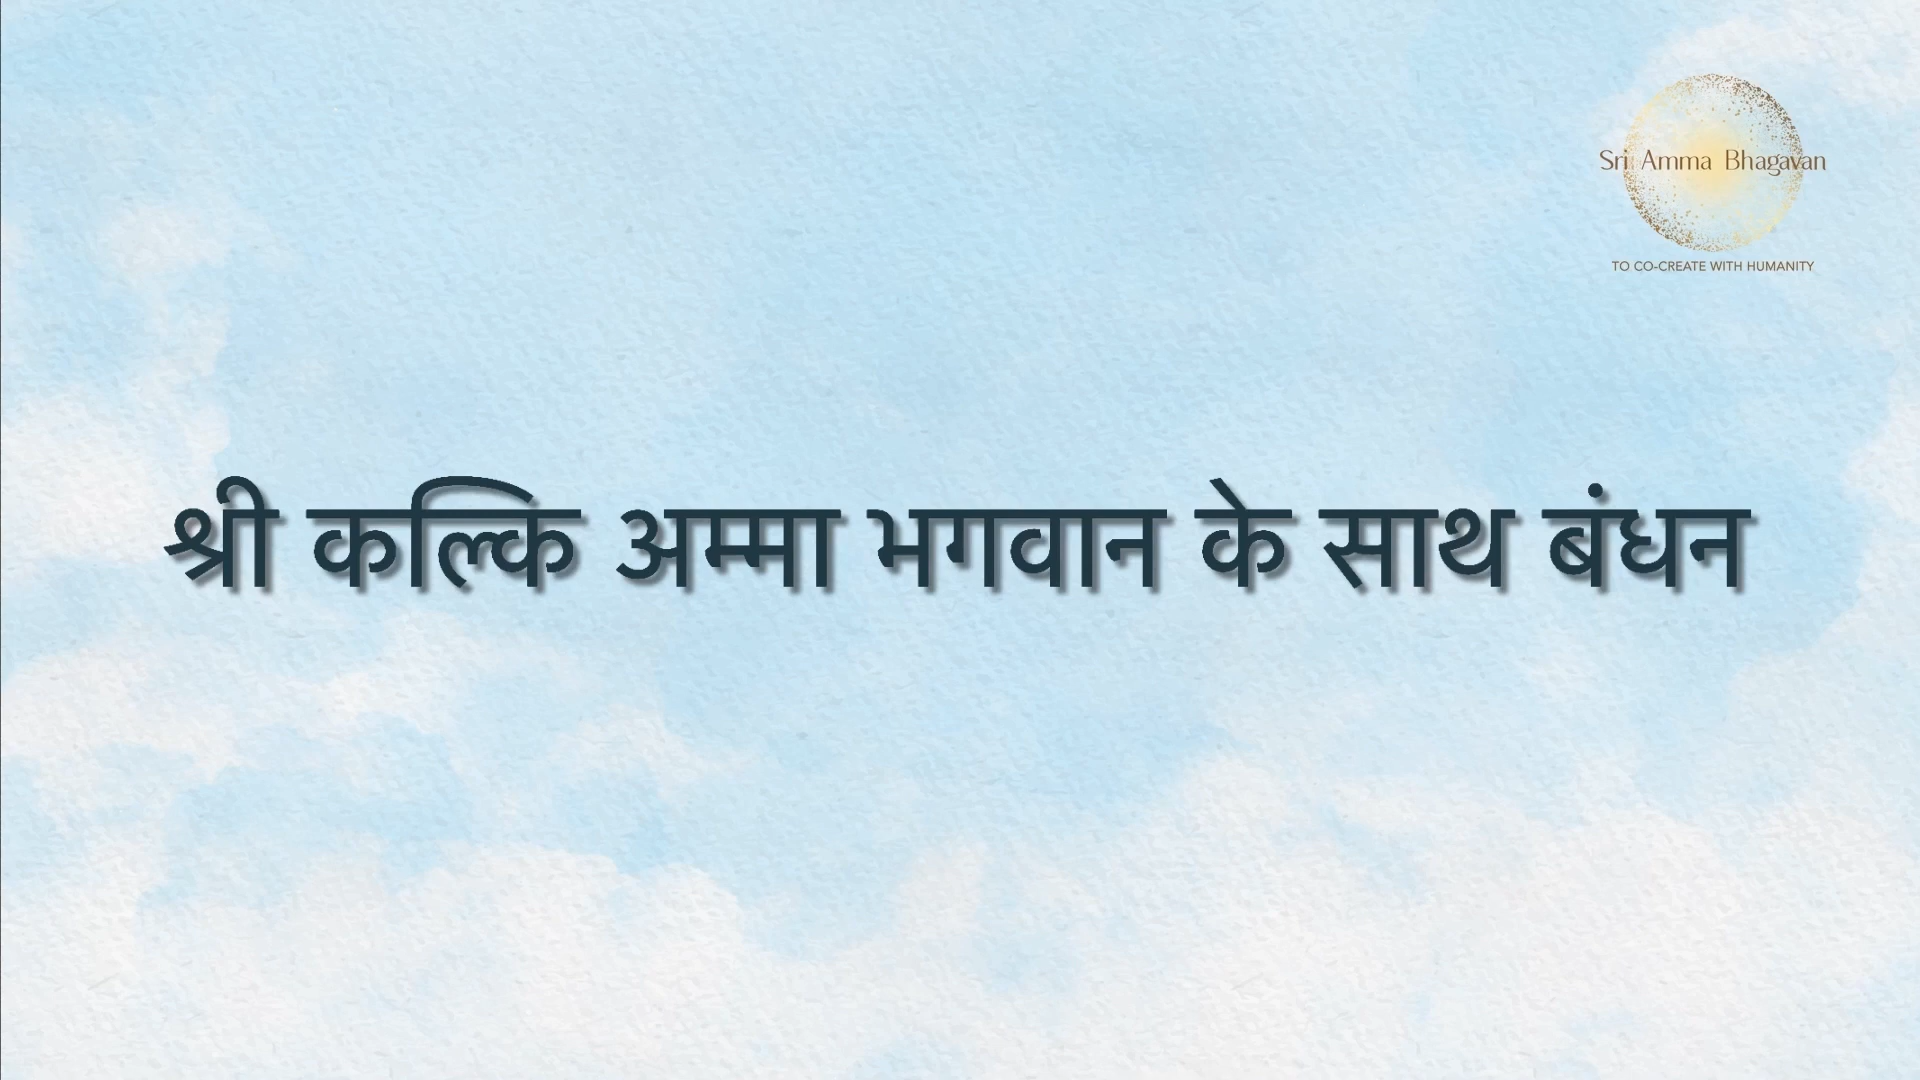 Sri Amma Bhagavan
TO CO-CREATE WITH HUMANITY
श्री कल्कि अम्मा भगवान के साथ बंधन